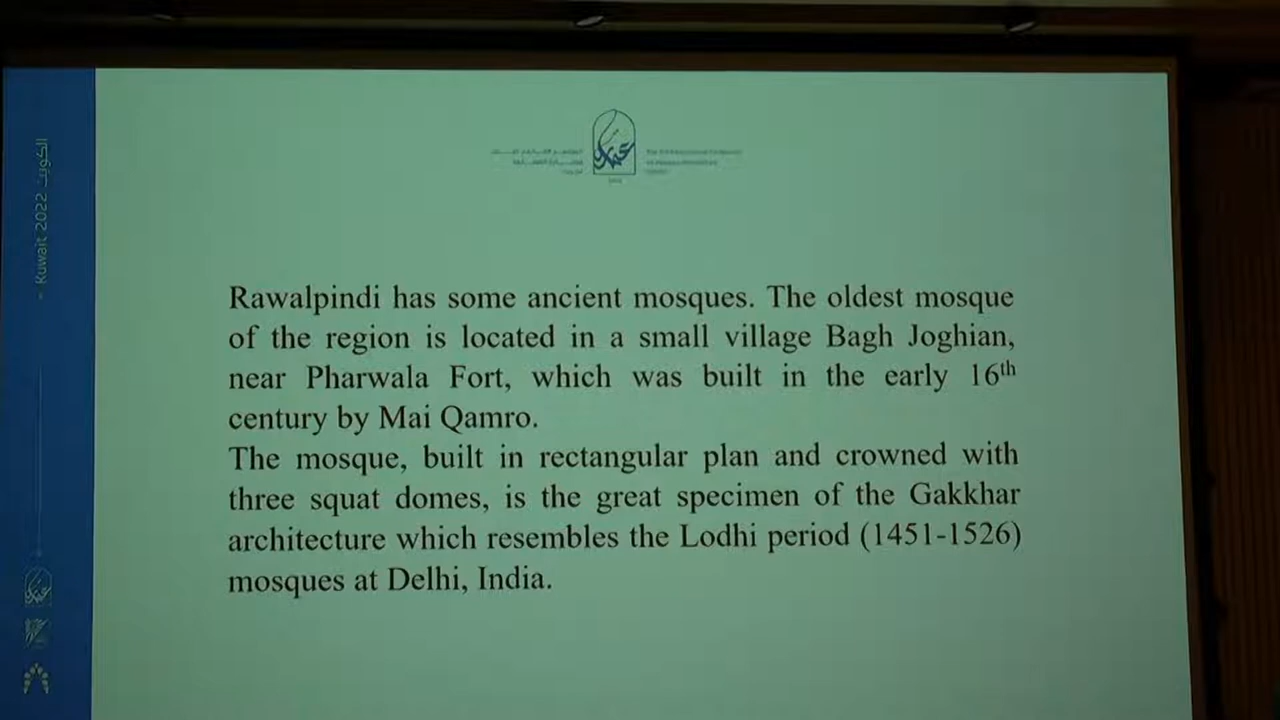 Kuwait 2022 الكويت
Rawalpindi has some ancient mosques. The oldest mosque
of the region is located in a small village Bagh Joghian,
near Pharwala Fort, which was built in the early 16th
century by Mai Qamro.
The mosque, built in rectangular plan and crowned with
three squat domes, is the great specimen of the Gakkhar
architecture which resembles the Lodhi period (1451-1526)
mosques at Delhi, India.